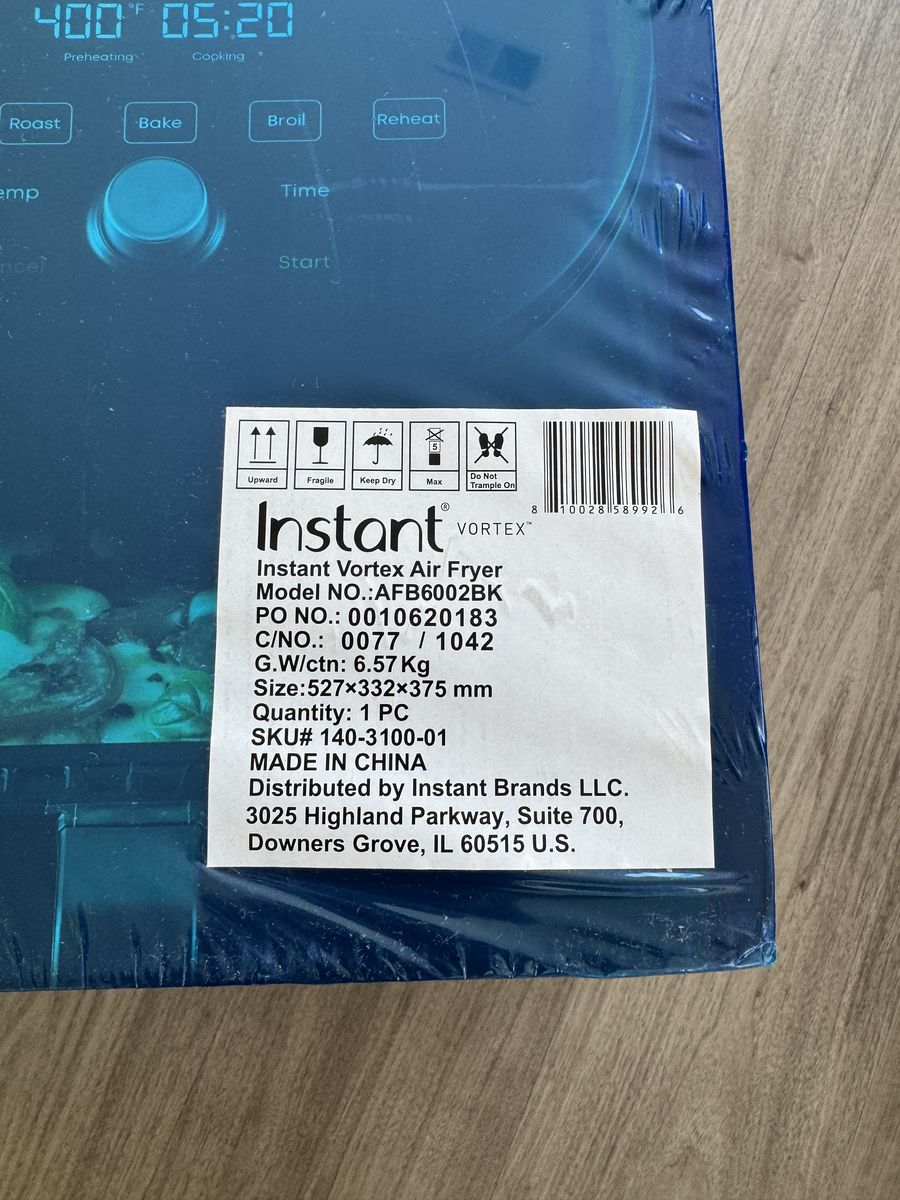 400°F 05:20
Preheating Cooking
Roast Bake Broil Reheat
emp Time
ncel Start
Upward Fragile Keep Dry 5 Max Do Not Trample On
8 10028 58992 6
Instant® VORTEX™
Instant Vortex Air Fryer
Model NO.:AFB6002BK
PO NO.: 0010620183
C/NO.: 0077 / 1042
G.W/ctn: 6.57Kg
Size:527×332×375 mm
Quantity: 1 PC
SKU# 140-3100-01
MADE IN CHINA
Distributed by Instant Brands LLC.
3025 Highland Parkway, Suite 700,
Downers Grove, IL 60515 U.S.